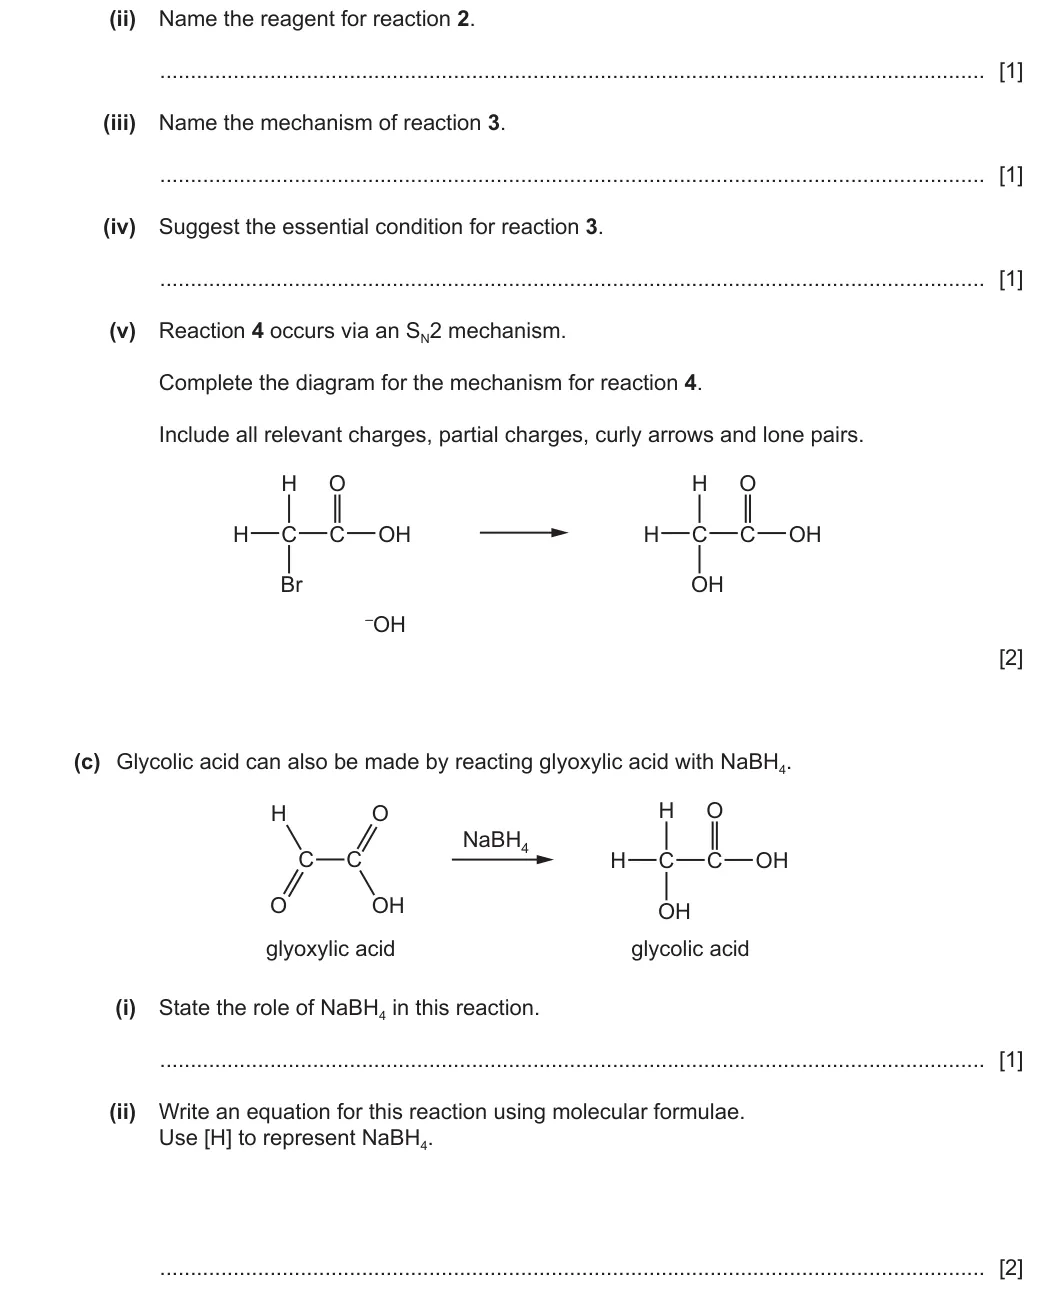 (ii) Name the reagent for reaction 2.
.......................................................................................................................................... [1]
(iii) Name the mechanism of reaction 3.
.......................................................................................................................................... [1]
(iv) Suggest the essential condition for reaction 3.
.......................................................................................................................................... [1]
(v) Reaction 4 occurs via an SN2 mechanism.
Complete the diagram for the mechanism for reaction 4.
Include all relevant charges, partial charges, curly arrows and lone pairs.
H O H O
H C C OH H C C OH
Br OH
–OH
[2]
(c) Glycolic acid can also be made by reacting glyoxylic acid with NaBH4.
H O H O
NaBH4
C C H C C OH
O OH OH
glyoxylic acid glycolic acid
(i) State the role of NaBH4 in this reaction.
.......................................................................................................................................... [1]
(ii) Write an equation for this reaction using molecular formulae.
Use [H] to represent NaBH4.
.......................................................................................................................................... [2]